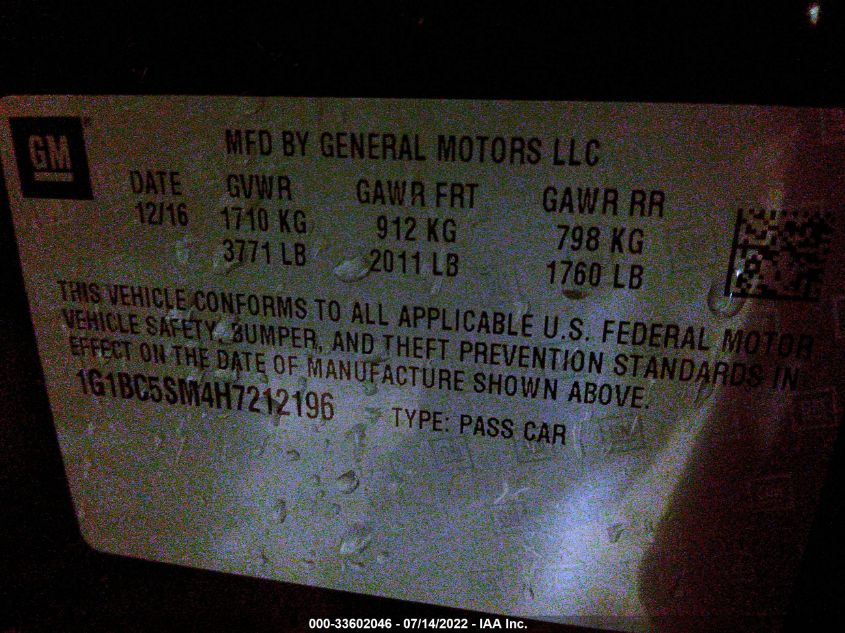 GM
MFD BY GENERAL MOTORS LLC
DATE GVWR GAWR FRT GAWR RR
12/16 1710 KG 912 KG 798 KG
3771 LB 2011 LB 1760 LB
THIS VEHICLE CONFORMS TO ALL APPLICABLE U.S. FEDERAL MOTOR
VEHICLE SAFETY, BUMPER, AND THEFT PREVENTION STANDARDS IN
EFFECT ON THE DATE OF MANUFACTURE SHOWN ABOVE.
1G1BC5SM4H7212196 TYPE: PASS CAR
000-33602046 - 07/14/2022 - IAA Inc.